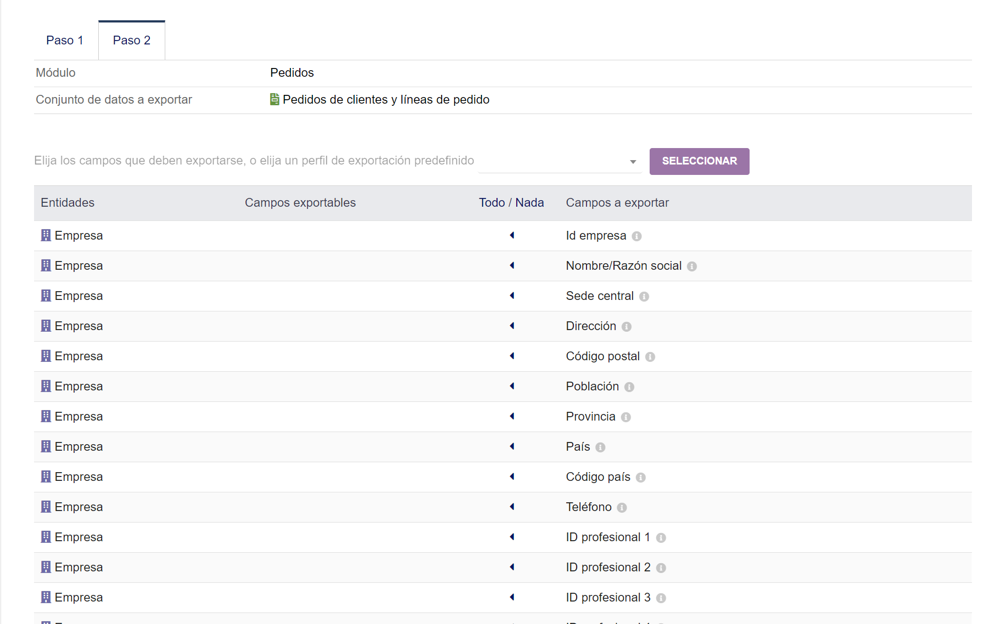 Paso 1 Paso 2
Módulo Pedidos
Conjunto de datos a exportar Pedidos de clientes y líneas de pedido
Elija los campos que deben exportarse, o elija un perfil de exportación predefinido SELECCIONAR
Entidades Campos exportables Todo / Nada Campos a exportar
Empresa Id empresa
Empresa Nombre/Razón social
Empresa Sede central
Empresa Dirección
Empresa Código postal
Empresa Población
Empresa Provincia
Empresa País
Empresa Código país
Empresa Teléfono
Empresa ID profesional 1
Empresa ID profesional 2
Empresa ID profesional 3